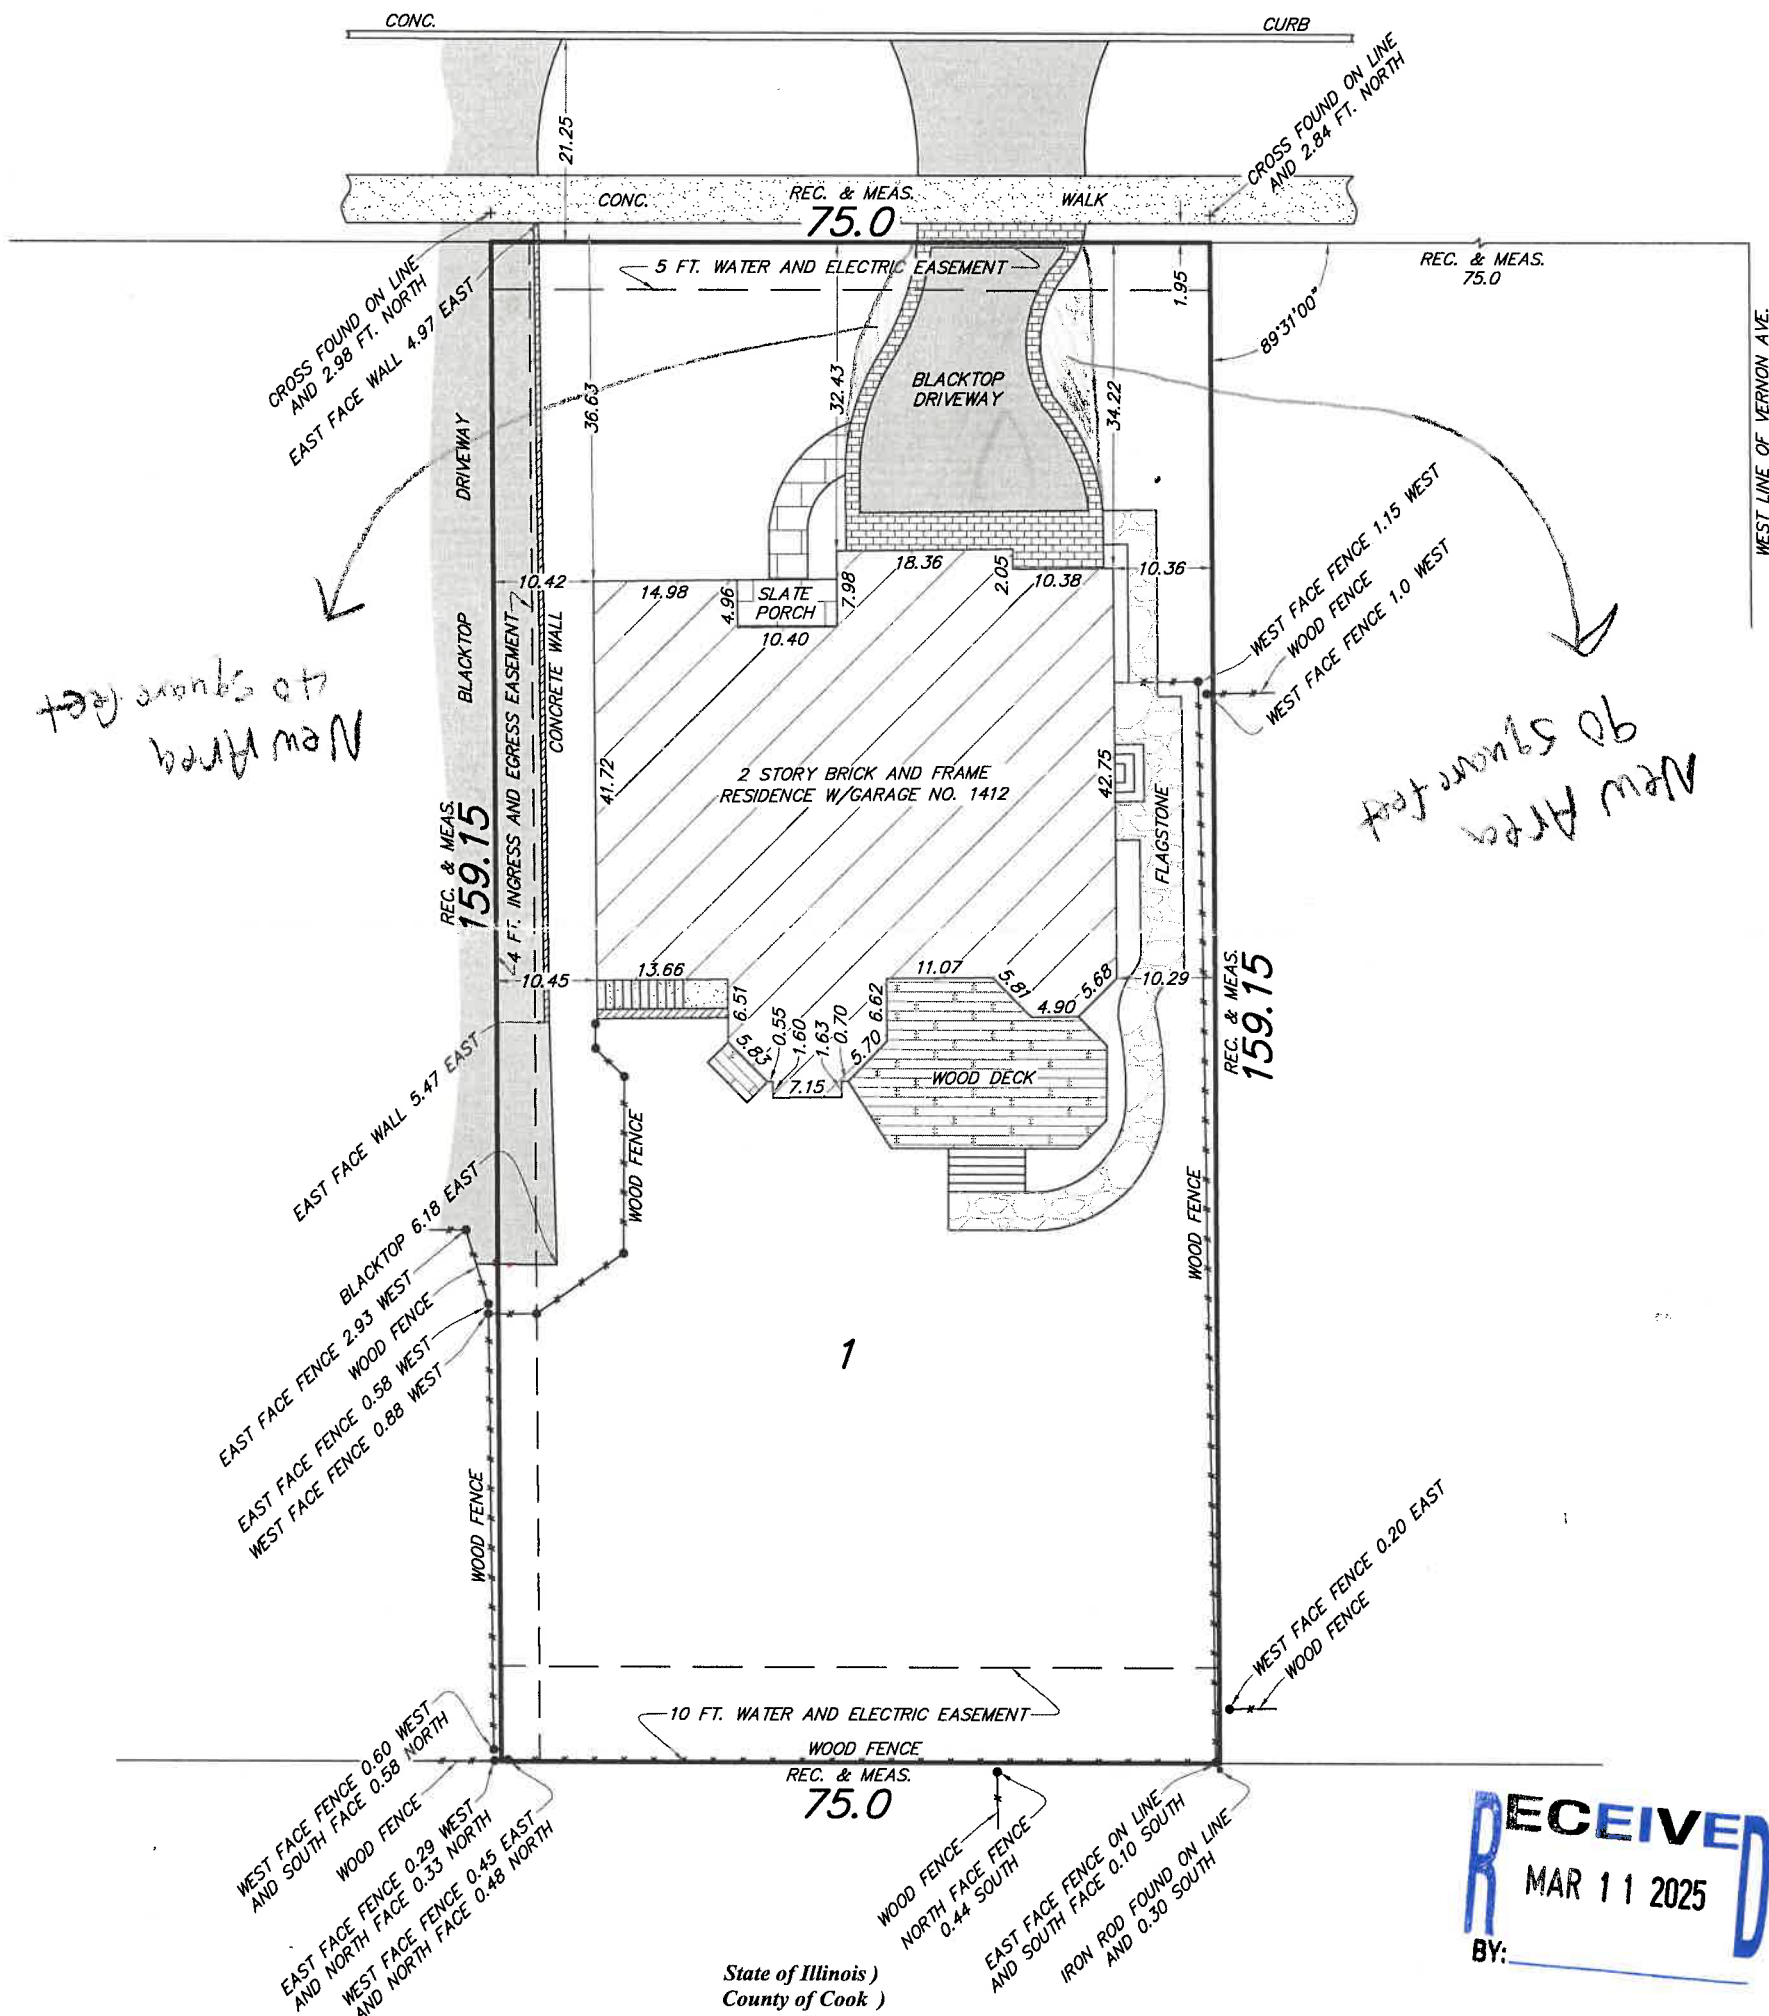 CONC.
CURB
21.25
CROSS FOUND ON LINE
AND 2.84 FT. NORTH
CONC.
REC. & MEAS.
75.0
WALK
5 FT. WATER AND ELECTRIC EASEMENT
1.95
REC. & MEAS.
75.0
89°31'00"
WEST LINE OF VERNON AVE.
CROSS FOUND ON LINE
AND 2.98 FT. NORTH
EAST FACE WALL 4.97 EAST
DRIVEWAY
BLACKTOP
36.63
32.43
BLACKTOP
DRIVEWAY
34.22
10.42
14.98
4.96
SLATE
PORCH
10.40
7.98
18.36
2.05
10.38
10.36
WEST FACE FENCE 1.15 WEST
WOOD FENCE
WEST FACE FENCE 1.0 WEST
New Area
40 square feet
New Area
90 square feet
4 FT. INGRESS AND EGRESS EASEMENT
CONCRETE WALL
41.72
2 STORY BRICK AND FRAME
RESIDENCE W/GARAGE NO. 1412
42.75
FLAGSTONE
REC. & MEAS.
159.15
10.45
13.66
6.51
5.83
0.55
1.60
1.63
0.70
7.15
5.70
6.62
11.07
5.81
4.90
5.68
10.29
REC. & MEAS.
159.15
WOOD DECK
WOOD FENCE
WOOD FENCE
EAST FACE WALL 5.47 EAST
BLACKTOP 6.18 EAST
EAST FACE FENCE 2.93 WEST
WOOD FENCE
EAST FACE FENCE 0.58 WEST
WEST FACE FENCE 0.88 WEST
WOOD FENCE
1
WEST FACE FENCE 0.20 EAST
WOOD FENCE
10 FT. WATER AND ELECTRIC EASEMENT
WOOD FENCE
REC. & MEAS.
75.0
WEST FACE FENCE 0.60 WEST
AND SOUTH FACE 0.58 NORTH
WOOD FENCE
EAST FACE FENCE 0.29 WEST
AND NORTH FACE 0.33 NORTH
WEST FACE FENCE 0.45 EAST
AND NORTH FACE 0.48 NORTH
WOOD FENCE
NORTH FACE FENCE
0.44 SOUTH
EAST FACE FENCE ON LINE
AND SOUTH FACE 0.10 SOUTH
IRON ROD FOUND ON LINE
AND 0.30 SOUTH
RECEIVED
MAR 11 2025
BY:
State of Illinois )
County of Cook )